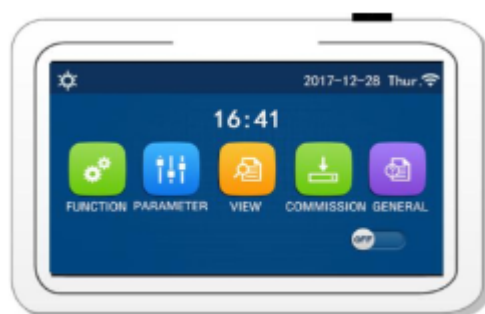 2017-12-28 Thur.
16:41
FUNCTION PARAMETER VIEW COMMISSION GENERAL
OFF